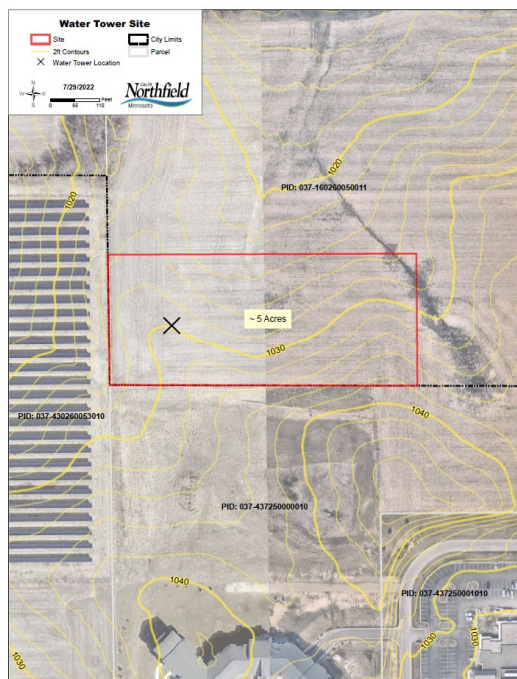 Water Tower Site
Site
City Limits
2ft Contours
Parcel
Water Tower Location
N
W
E
S
7/29/2022
Feet
0
55
110
City Of
Northfield
Minnesota
1020
1020
PID: 037-160260050011
~ 5 Acres
1030
1040
PID: 037-430260053010
PID: 037-437250000010
1040
PID: 037-437250001010
1030
1030